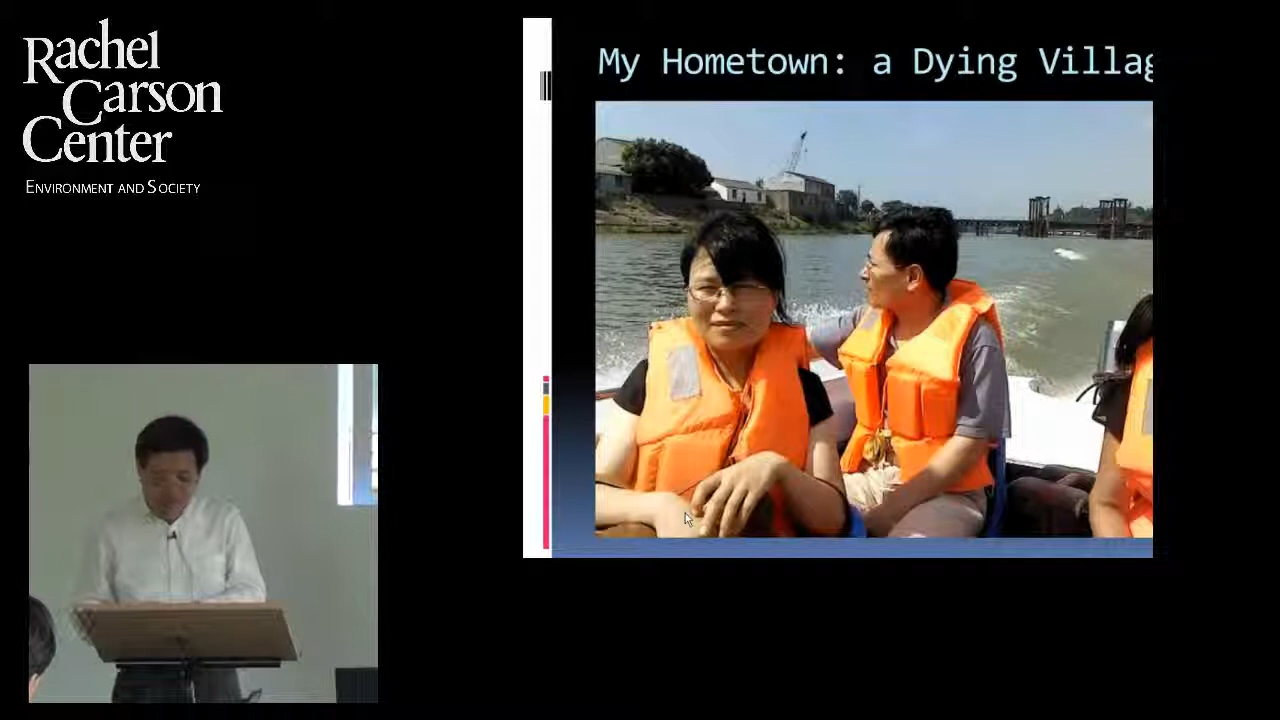 Rachel
Carson
Center
ENVIRONMENT AND SOCIETY
My Hometown: a Dying Villag